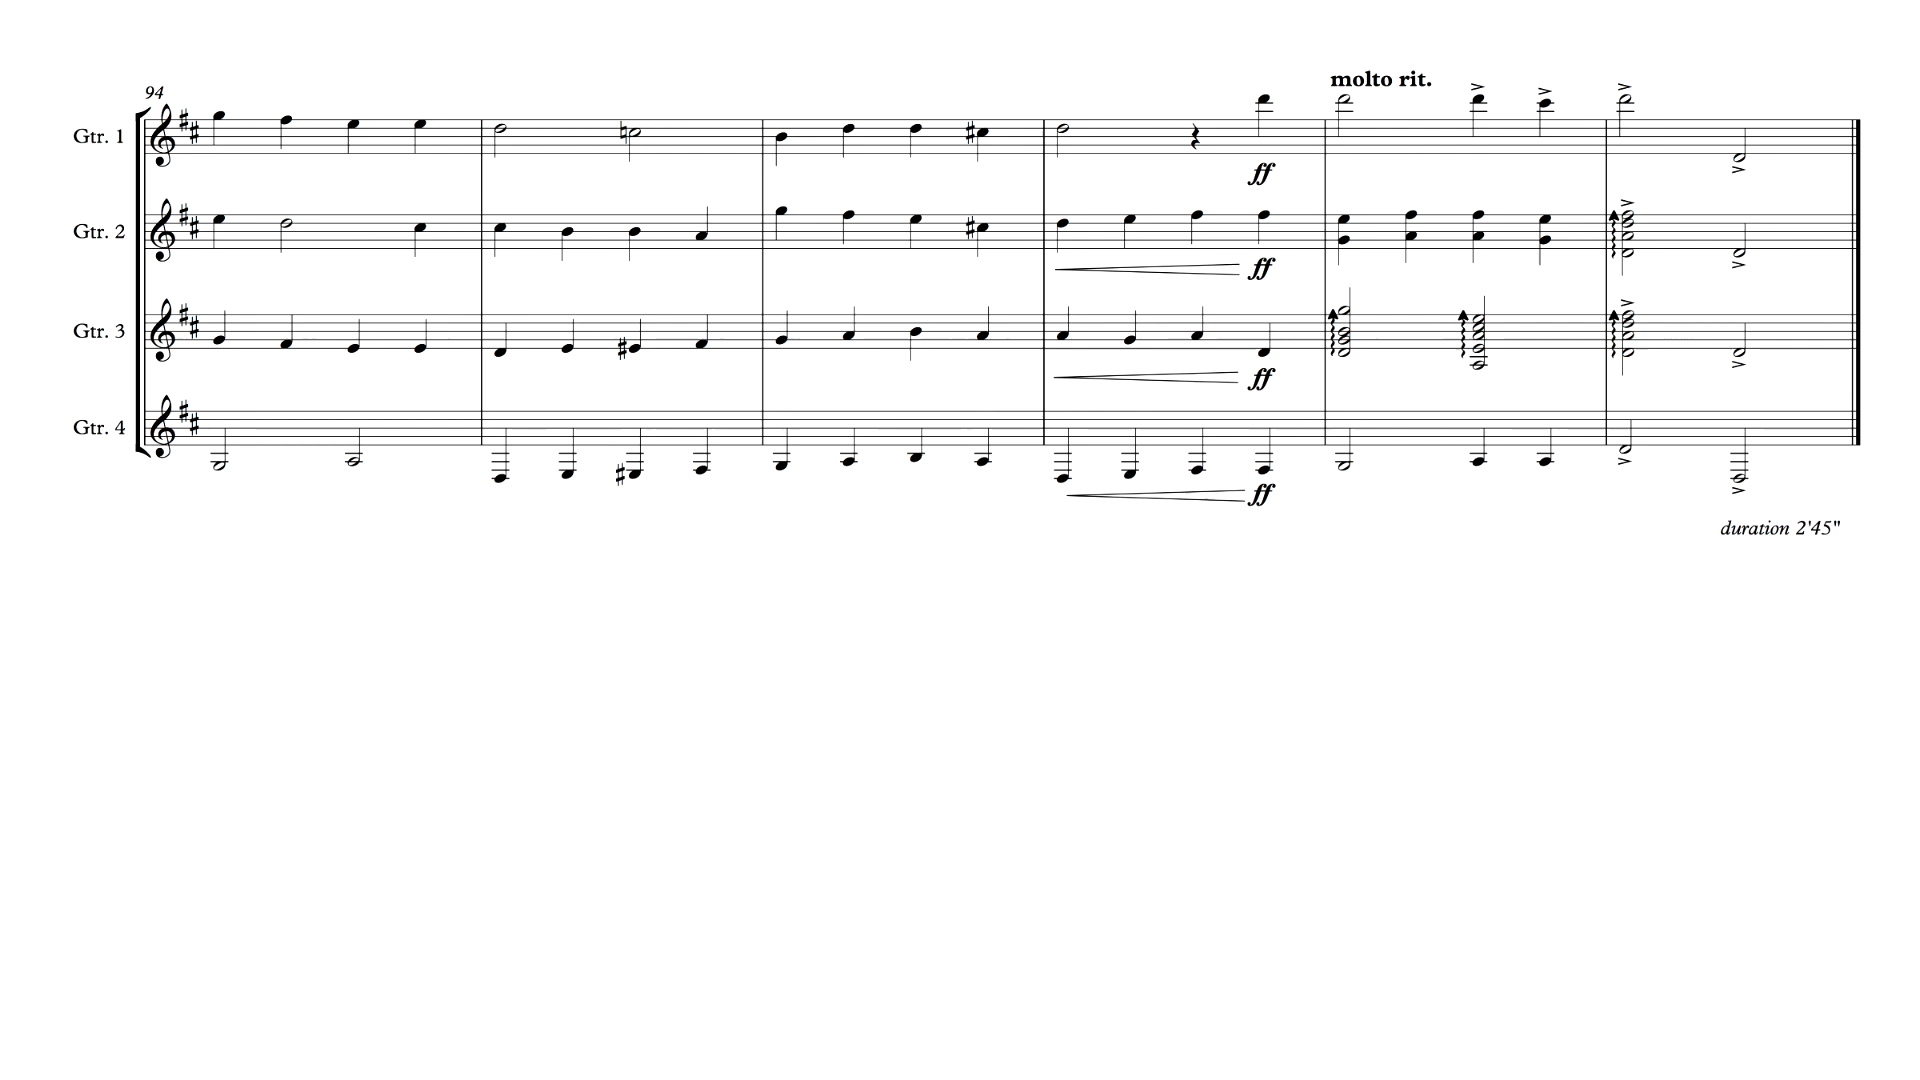 molto rit.
94
Gtr. 1
ff
Gtr. 2
ff
Gtr. 3
ff
Gtr. 4
ff
duration 2'45"